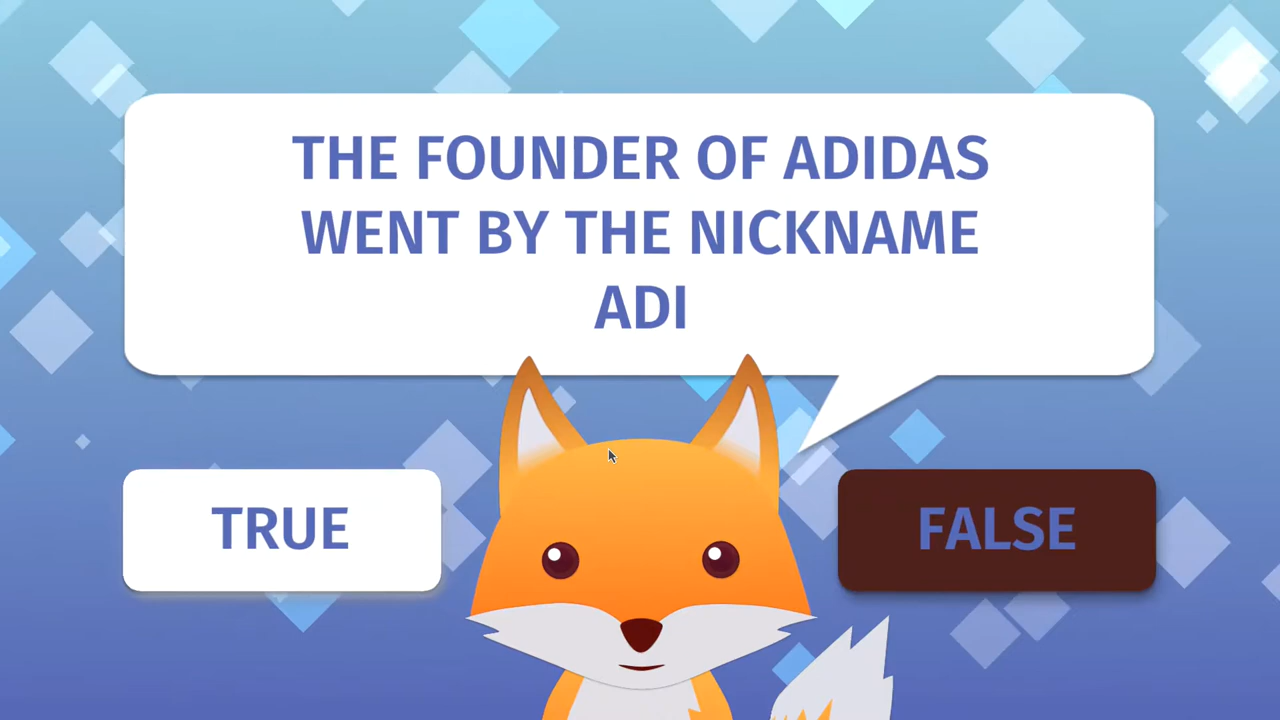 THE FOUNDER OF ADIDAS
WENT BY THE NICKNAME
ADI
TRUE
FALSE